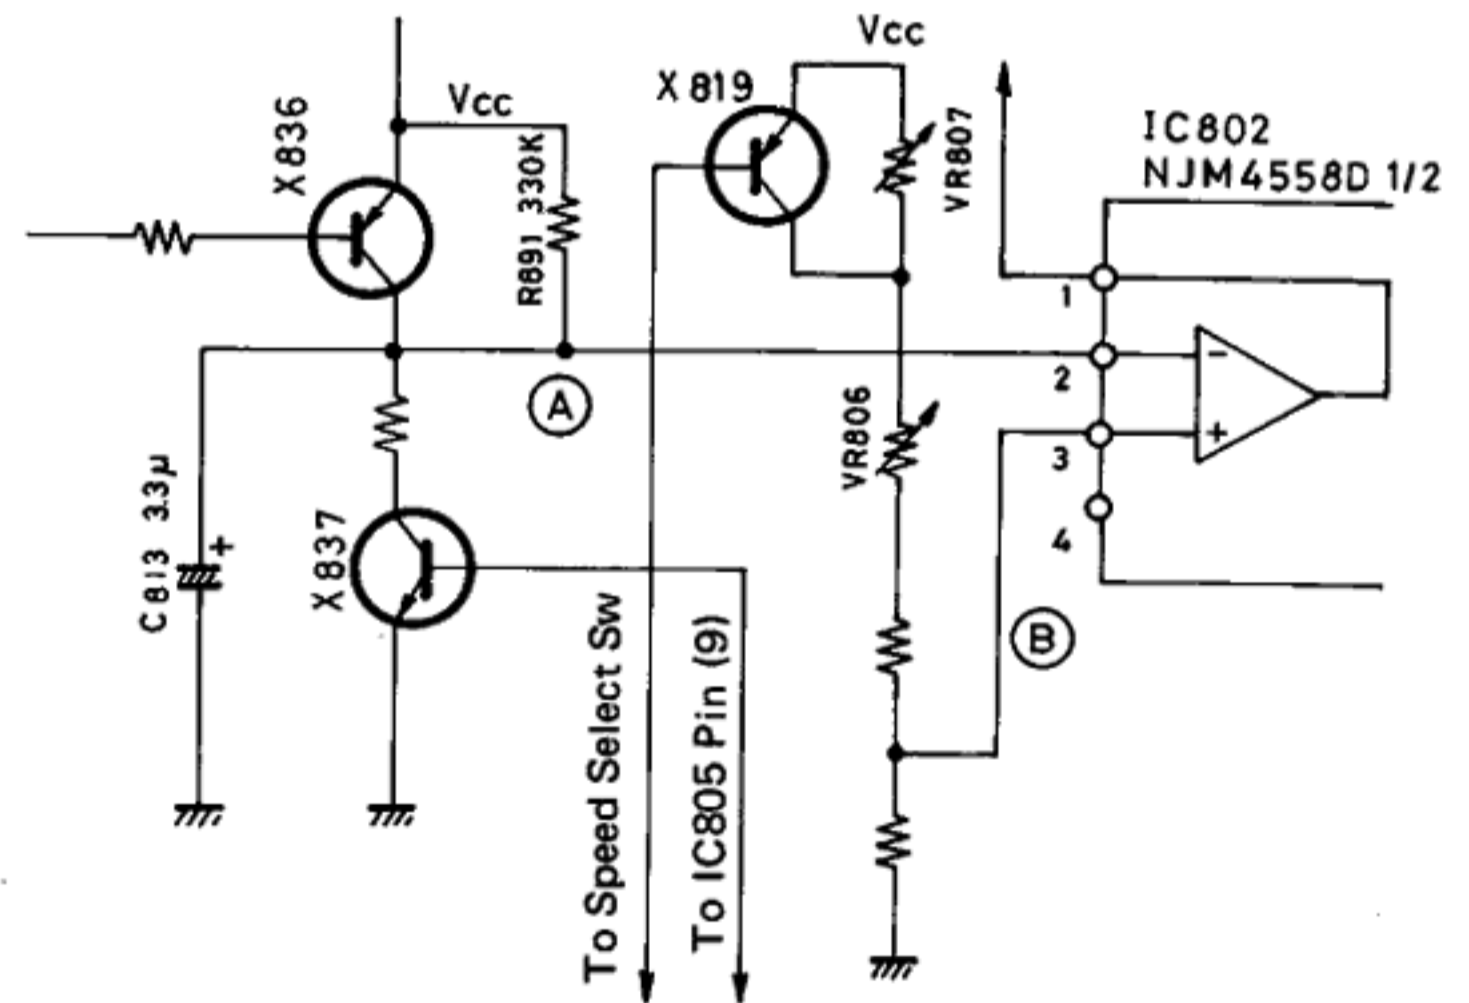 Vcc
X 819
Vcc
X836
R891 330K
VR807
IC802
NJM4558D 1/2
1
2
3
4
-
+
A
VR806
C813 3.3μ
+
X837
B
To Speed Select Sw
To IC805 Pin (9)